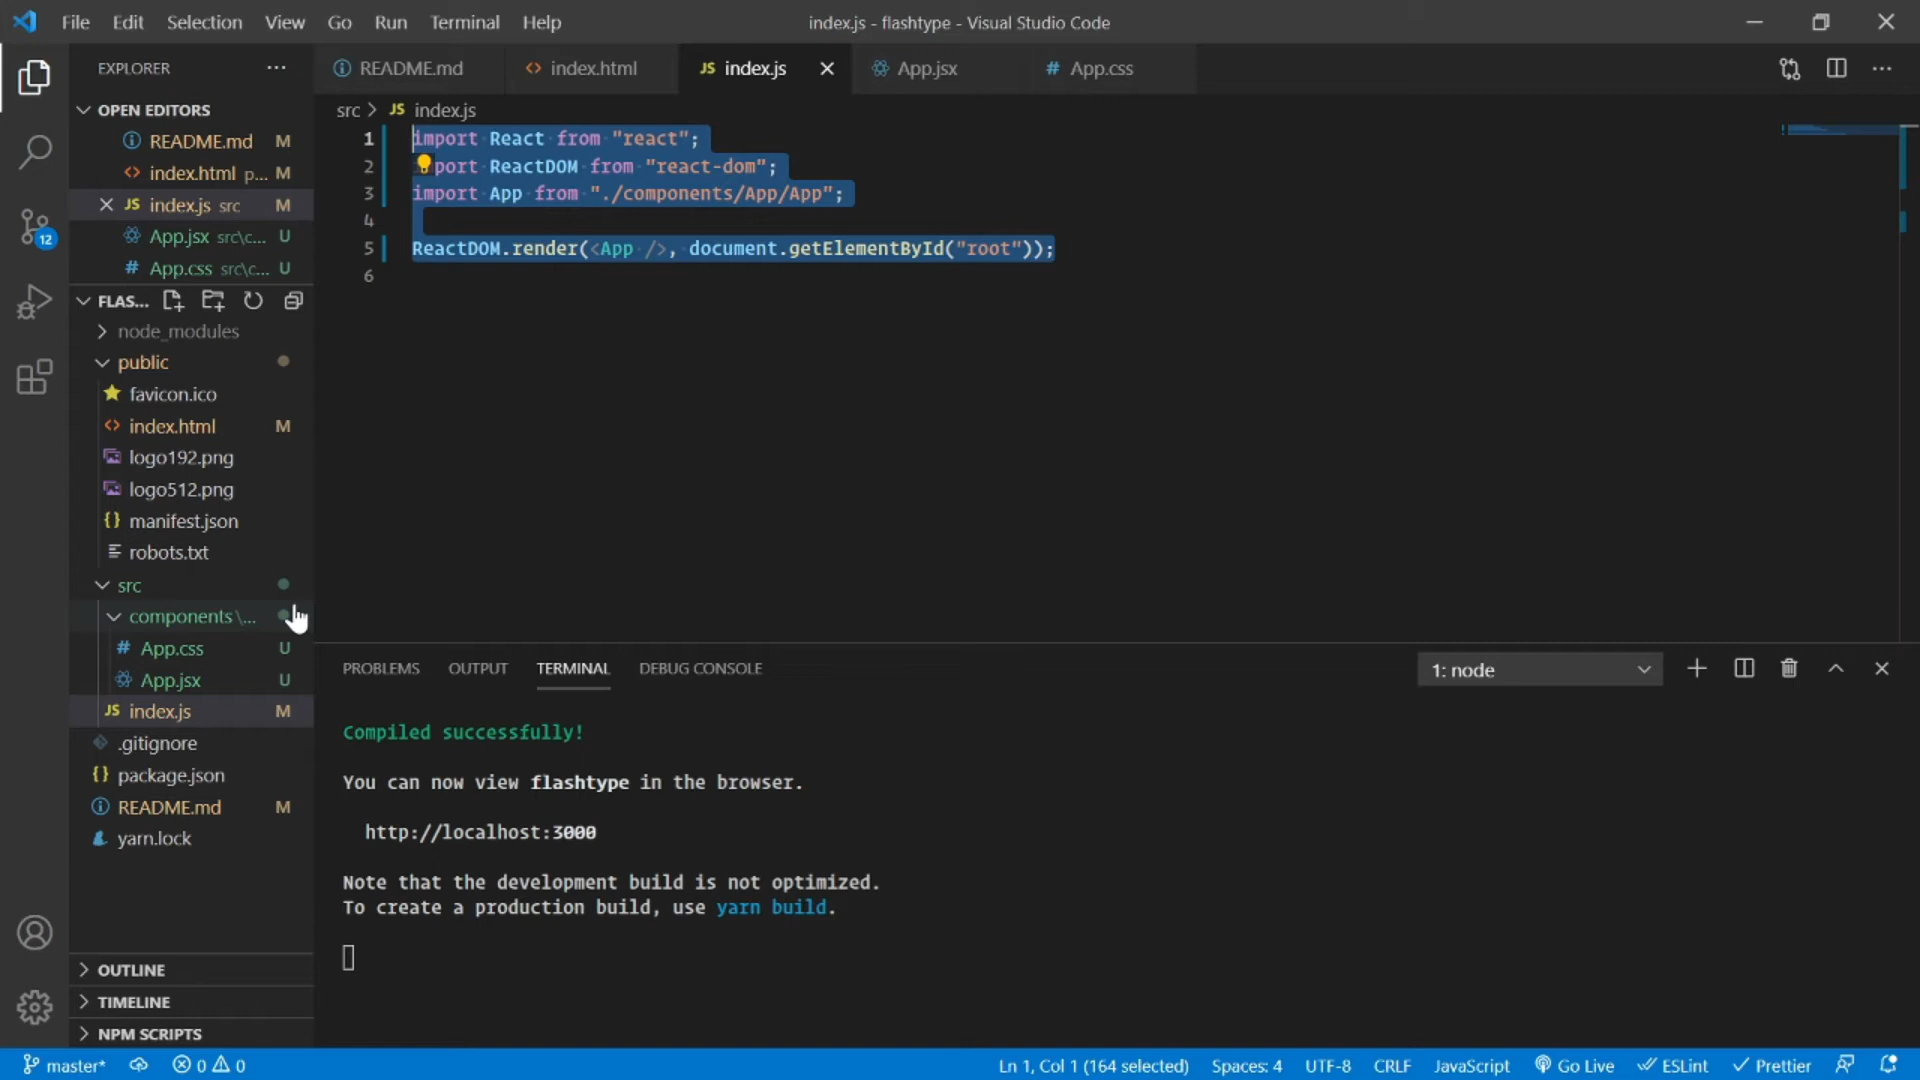 File Edit Selection View Go Run Terminal Help
index.js - flashtype - Visual Studio Code
EXPLORER
OPEN EDITORS
README.md M
index.html p... M
index.js src M
App.jsx src\c... U
App.css src\c... U
FLAS...
node_modules
public
favicon.ico
index.html M
logo192.png
logo512.png
manifest.json
robots.txt
src
components \...
App.css U
App.jsx U
index.js M
.gitignore
package.json
README.md M
yarn.lock
OUTLINE
TIMELINE
NPM SCRIPTS
12
README.md
index.html
JS index.js
App.jsx
# App.css
src > JS index.js
1 import React from "react";
2 port ReactDOM from "react-dom";
3 import App from "./components/App/App";
4
5 ReactDOM.render(<App />, document.getElementById("root"));
6
PROBLEMS OUTPUT TERMINAL DEBUG CONSOLE
1: node
Compiled successfully!
You can now view flashtype in the browser.
http://localhost:3000
Note that the development build is not optimized.
To create a production build, use yarn build.
master* 0 0
Ln 1, Col 1 (164 selected) Spaces: 4 UTF-8 CRLF JavaScript Go Live ESLint Prettier